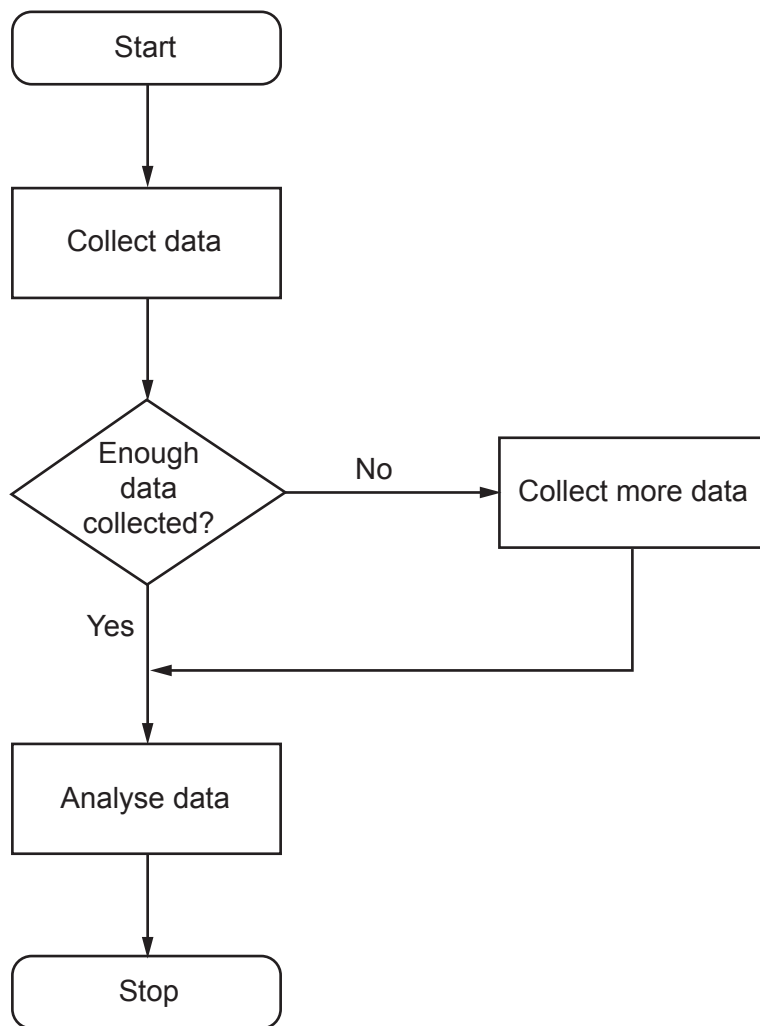 Start
Collect data
Enough
data
collected?
No
Collect more data
Yes
Analyse data
Stop